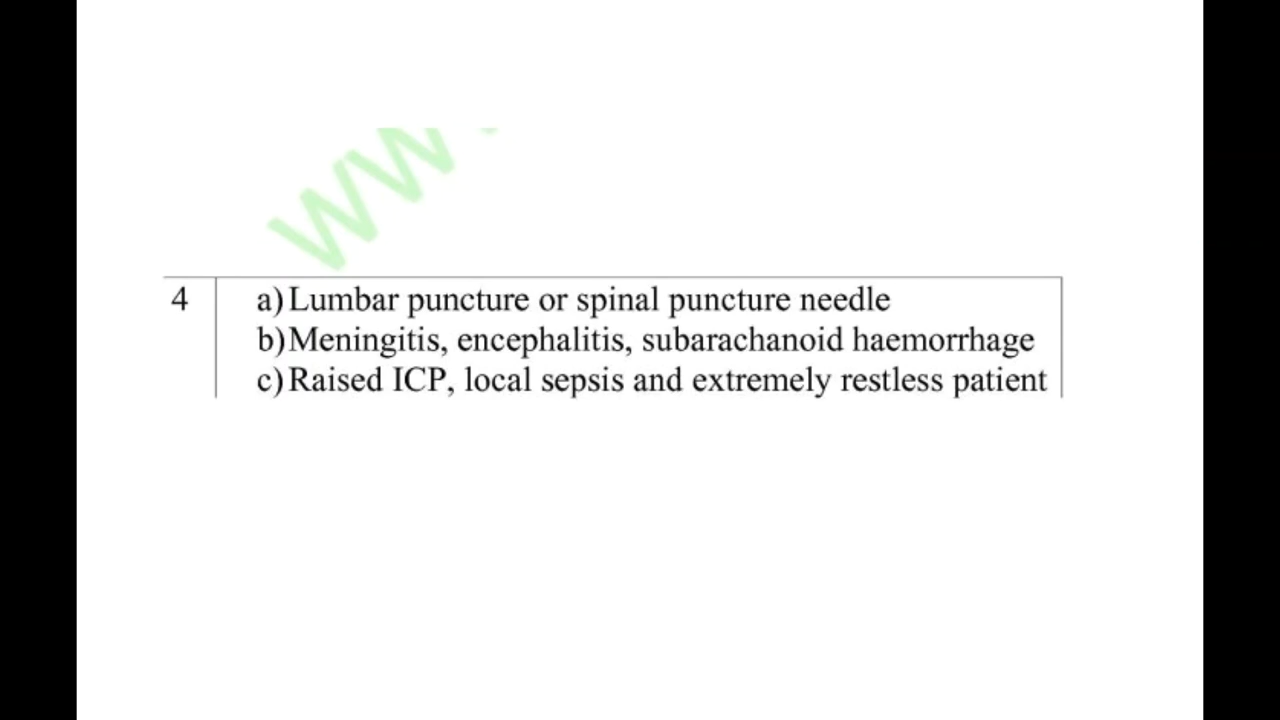 4 a) Lumbar puncture or spinal puncture needle
b) Meningitis, encephalitis, subarachanoid haemorrhage
c) Raised ICP, local sepsis and extremely restless patient